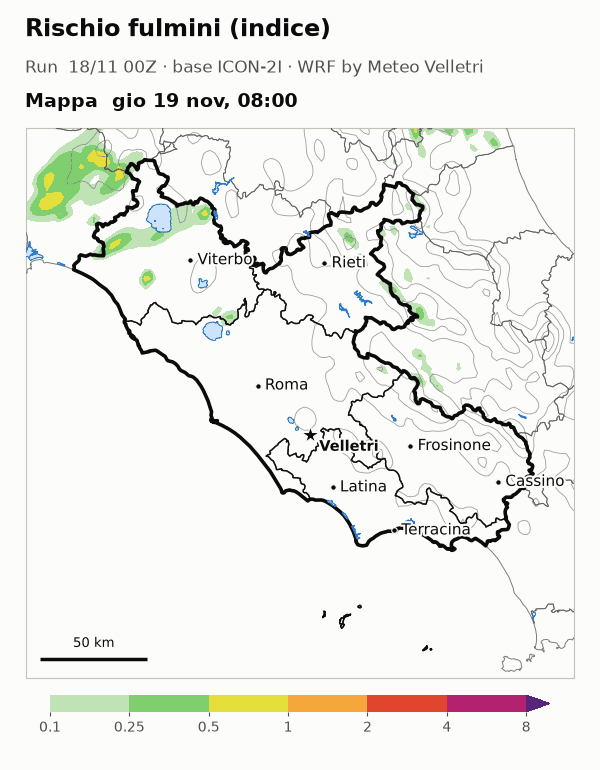 Rischio fulmini (indice)
Run 18/11 00Z · base ICON-2I · WRF by Meteo Velletri
Mappa gio 19 nov, 08:00
Viterbo
Rieti
Roma
Velletri
Frosinone
Cassino
Latina
Terracina
50 km
0.1 0.25 0.5 1 2 4 8